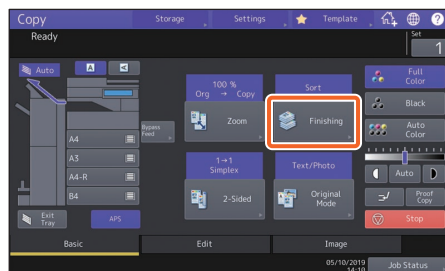 Copy
Storage
Settings
Template
?
Ready
Set
1
Auto
A
A
100 %
Org → Copy
Zoom
Sort
Finishing
Full
Color
Black
Auto
Color
Bypass
Feed
A4
A3
A4-R
B4
1→1
Simplex
2-Sided
Text/Photo
Original
Mode
Auto
Proof
Copy
Exit
Tray
APS
Stop
Basic
Edit
Image
05/10/2019
14:10
Job Status